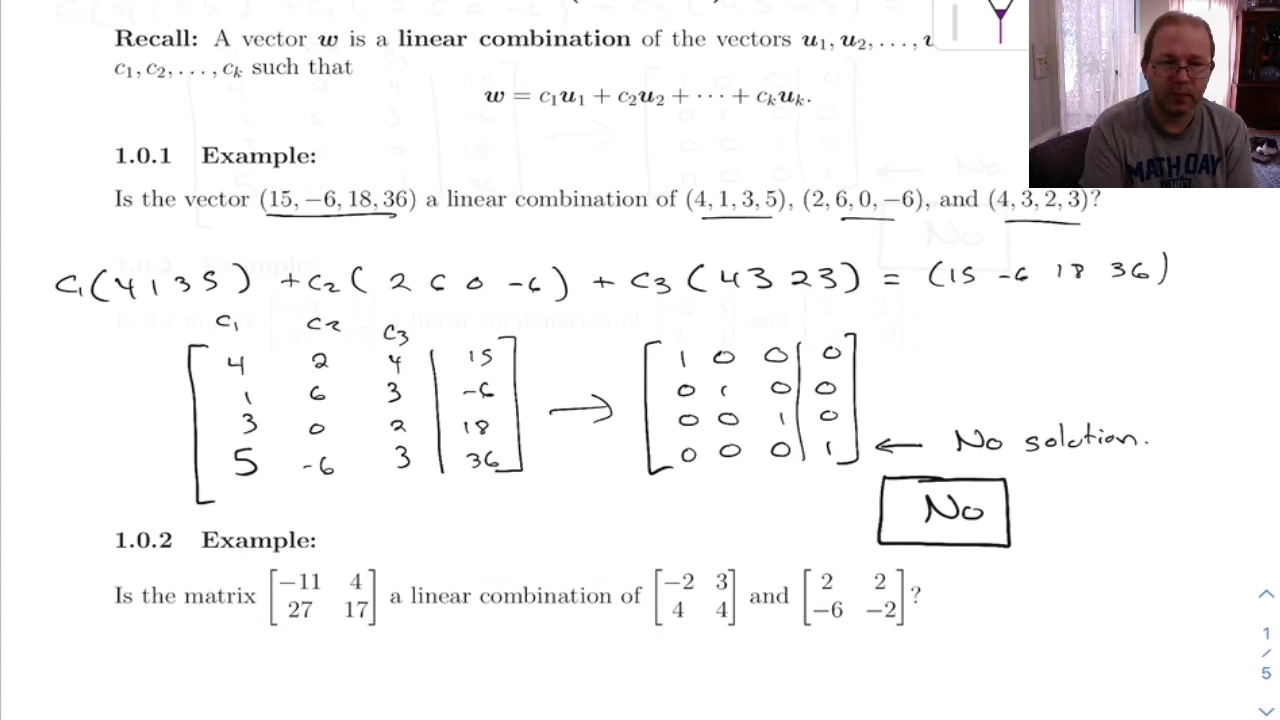 Recall: A vector w is a linear combination of the vectors u₁, u₂, . . . ,
c₁, c₂, . . . , cₖ such that
w = c₁u₁ + c₂u₂ + · · · + cₖuₖ.
1.0.1 Example:
Is the vector (15, −6, 18, 36) a linear combination of (4, 1, 3, 5), (2, 6, 0, −6), and (4, 3, 2, 3)?
C₁(4 1 3 5) + C₂(2 6 0 -6) + C₃(4 3 2 3) = (15 -6 18 36)
C₁ C₂ C₃
4 2 4 | 15 → 1 0 0 | 0
1 6 3 | -6 0 1 0 | 0
3 0 2 | 18 0 0 1 | 0
5 -6 3 | 36 0 0 0 | 1 ← No solution.
No
1.0.2 Example:
Is the matrix [−11 4 27 17] a linear combination of [−2 3 4 4] and [2 2 −6 −2]?
MATH DAY
1
/
5